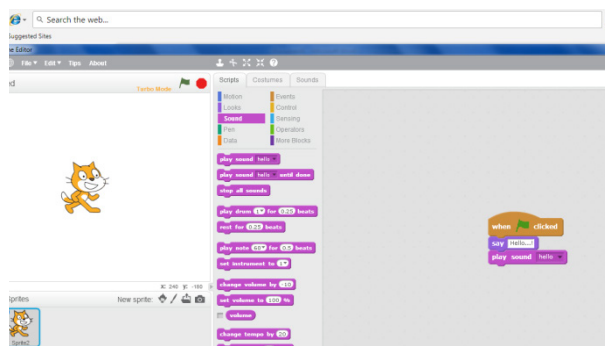 Search the web...
Suggested Sites
ne Editor
File Edit Tips About
Turbo Mode
Scripts Costumes Sounds
Motion Events
Looks Control
Sound Sensing
Pen Operators
Data More Blocks
play sound hello
play sound hello until done
stop all sounds
play drum 1 for 0.25 beats
rest for 0.25 beats
play note 60 for 0.5 beats
set instrument to 1
change volume by -10
set volume to 100 %
volume
change tempo by 20
when clicked
say Hello...!
play sound hello
X: 240 y: -180
Sprites New sprite:
Sprite2